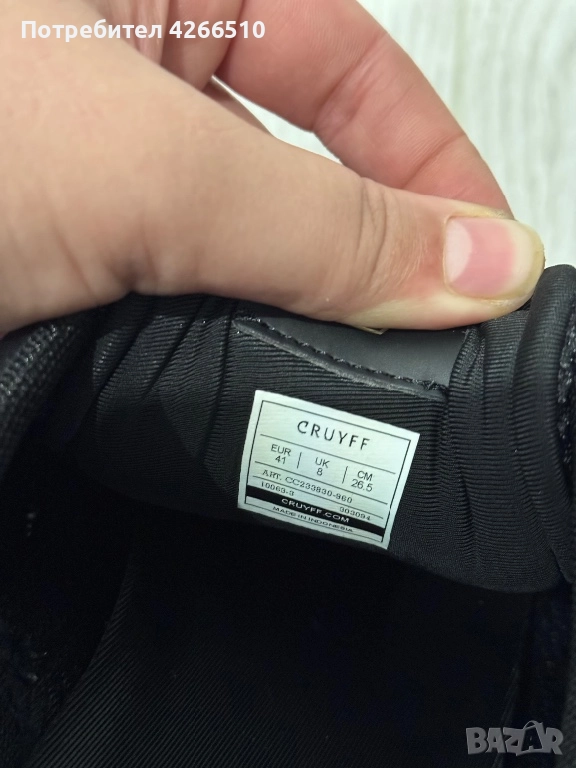 Потребител 4266510
CRUYFF
EUR UK CM
41 8 26.5
ART. CC233830-960
10063-3 303094
CRUYFF.COM
MADE IN INDONESIA
BAZAR